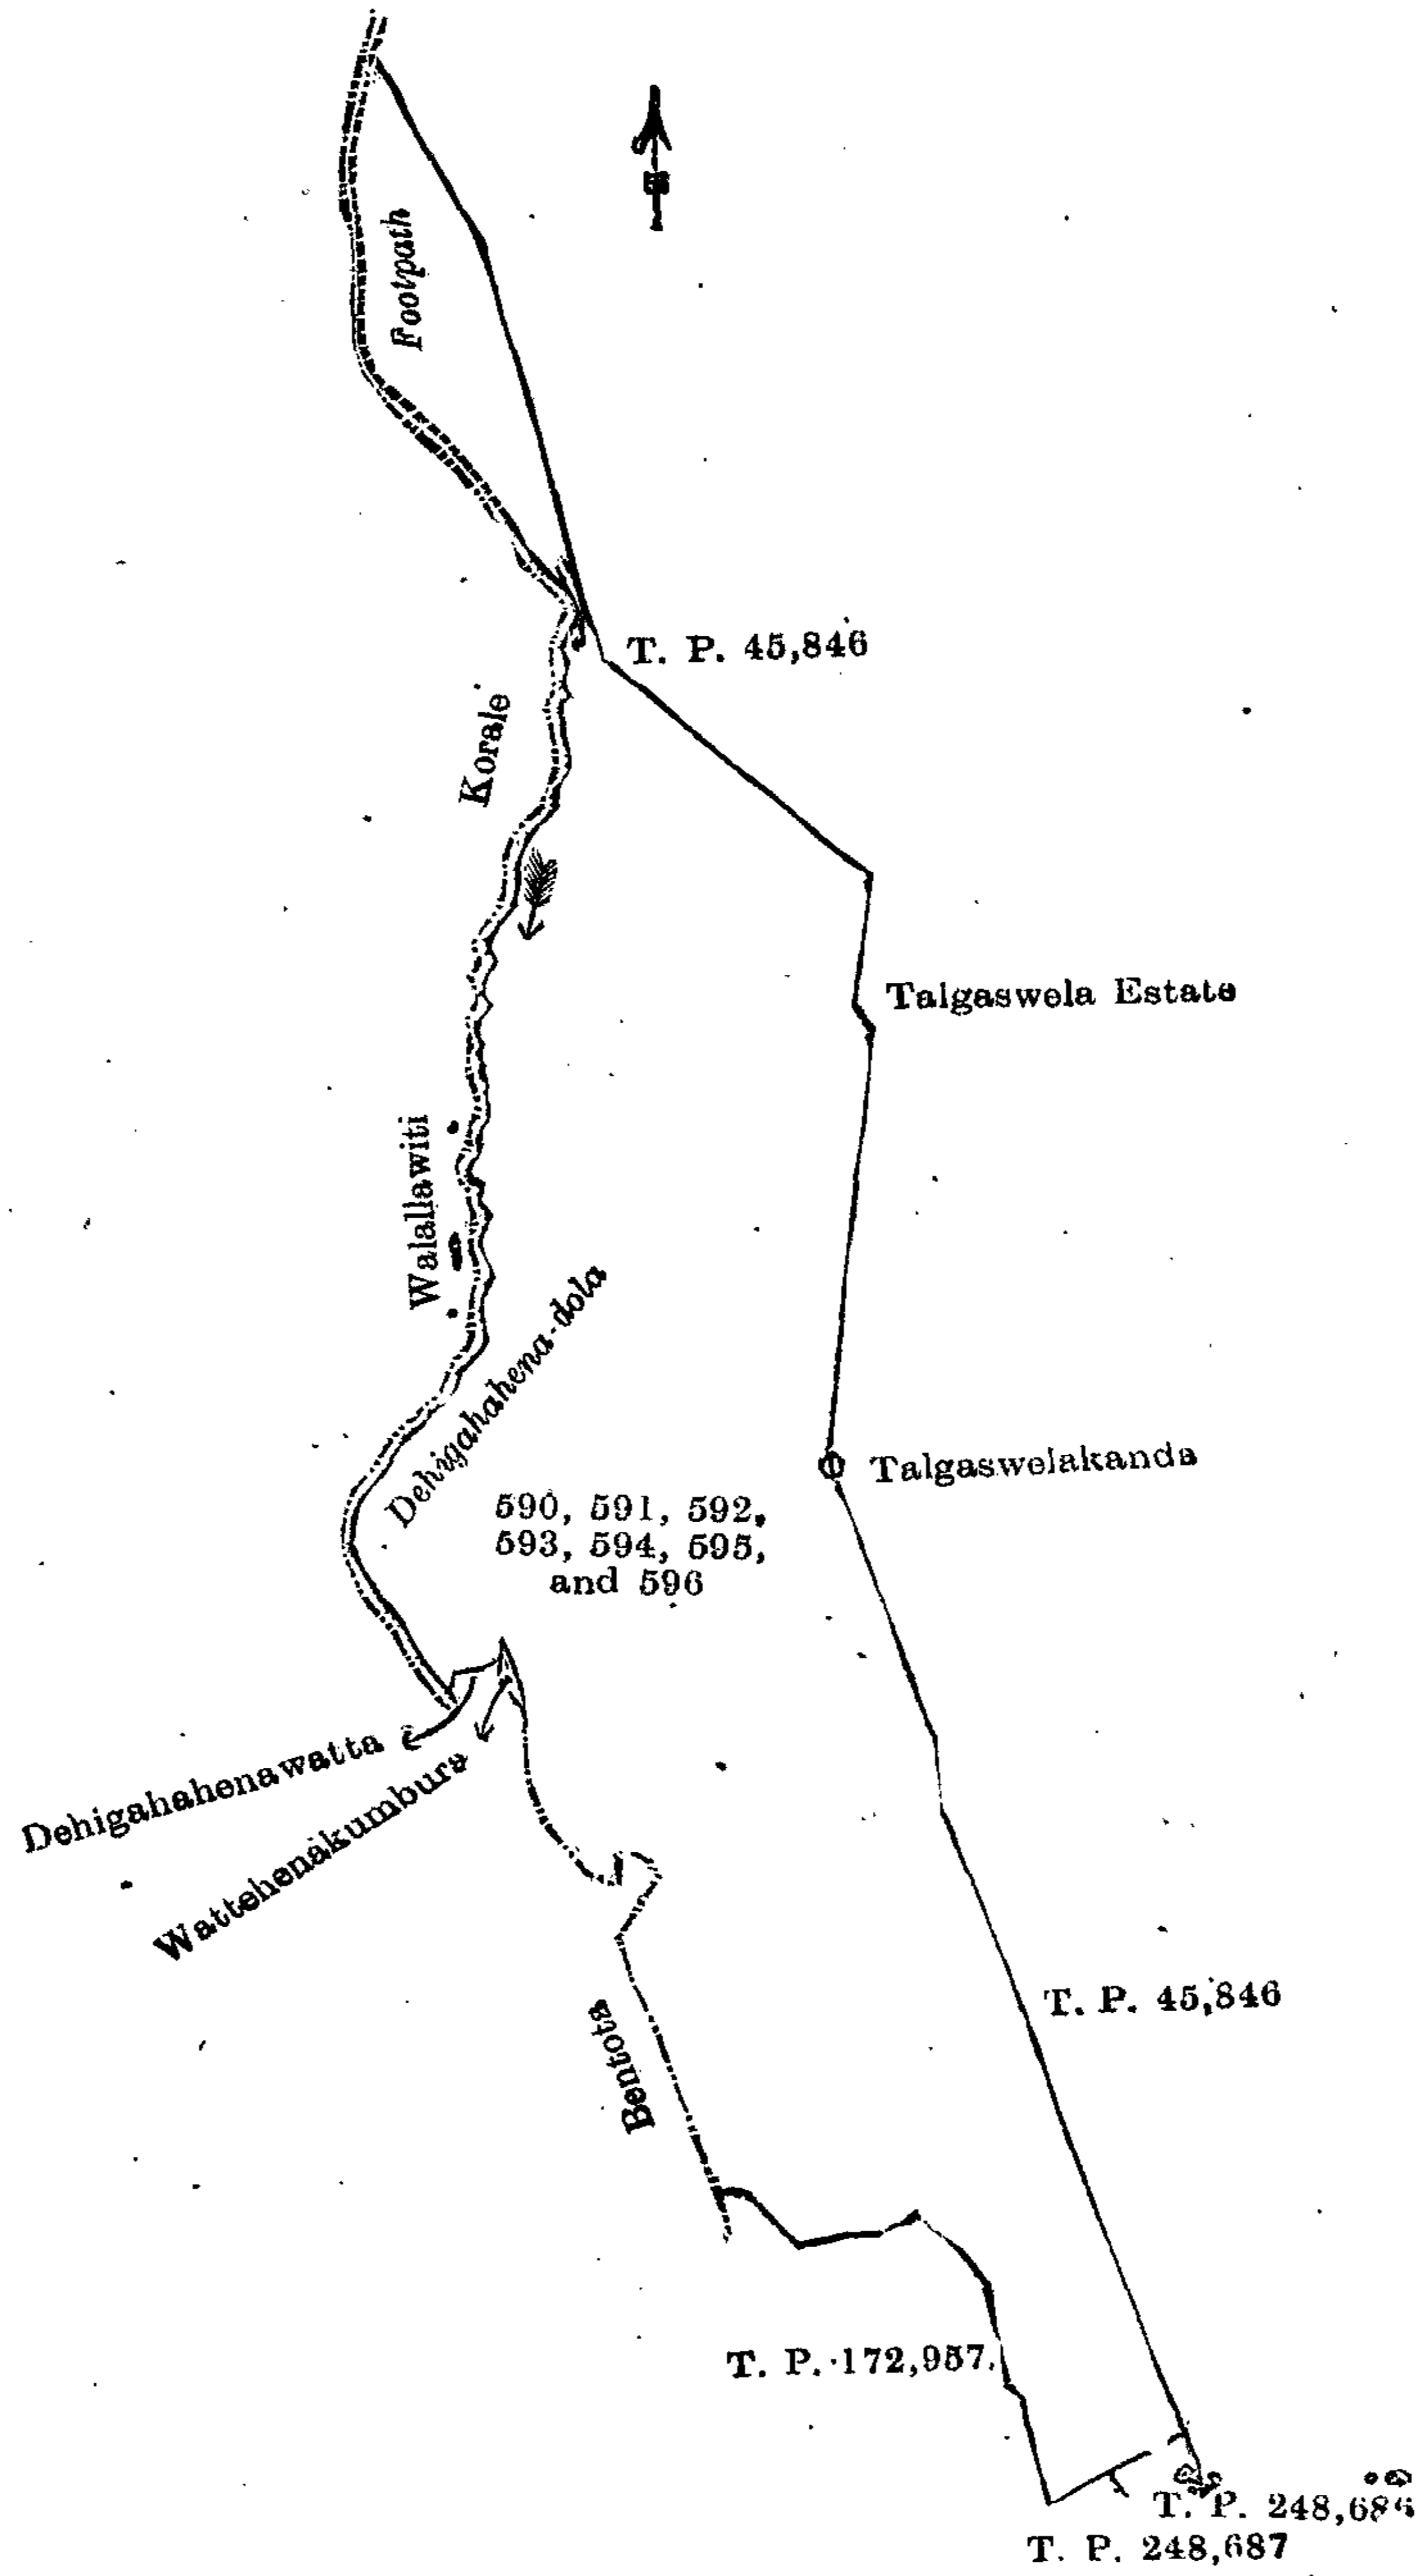 Footpath
T. P. 45,846
Korale
Talgaswela Estate
Walallawiti
Dehigahahena-dola
Talgaswelakanda
590, 591, 592,
593, 594, 595,
and 596
Dehigahahenawatta
Wattehenakumbura
T. P. 45,846
Bentota
T. P. 172,957
T. P.
T. P. 248,687